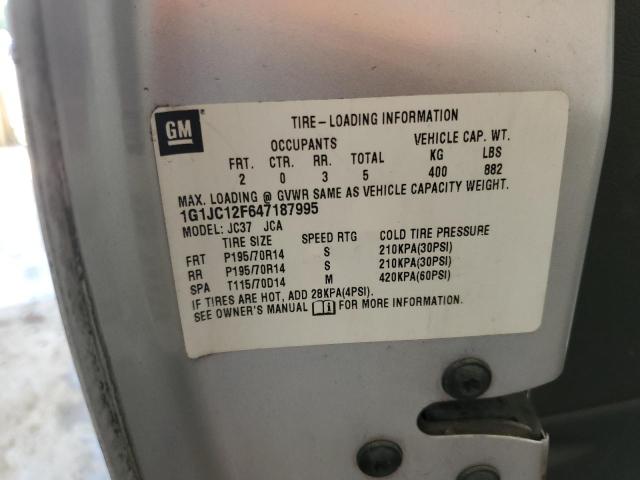 GM
TIRE-LOADING INFORMATION
OCCUPANTS VEHICLE CAP. WT.
FRT. CTR. RR. TOTAL KG LBS
2 0 3 5 400 882
MAX. LOADING @ GVWR SAME AS VEHICLE CAPACITY WEIGHT.
1G1JC12F647187995
MODEL: JC37 JCA
TIRE SIZE SPEED RTG COLD TIRE PRESSURE
FRT P195/70R14 S 210KPA(30PSI)
RR P195/70R14 S 210KPA(30PSI)
SPA T115/70D14 M 420KPA(60PSI)
IF TIRES ARE HOT, ADD 28KPA(4PSI).
SEE OWNER'S MANUAL i FOR MORE INFORMATION.